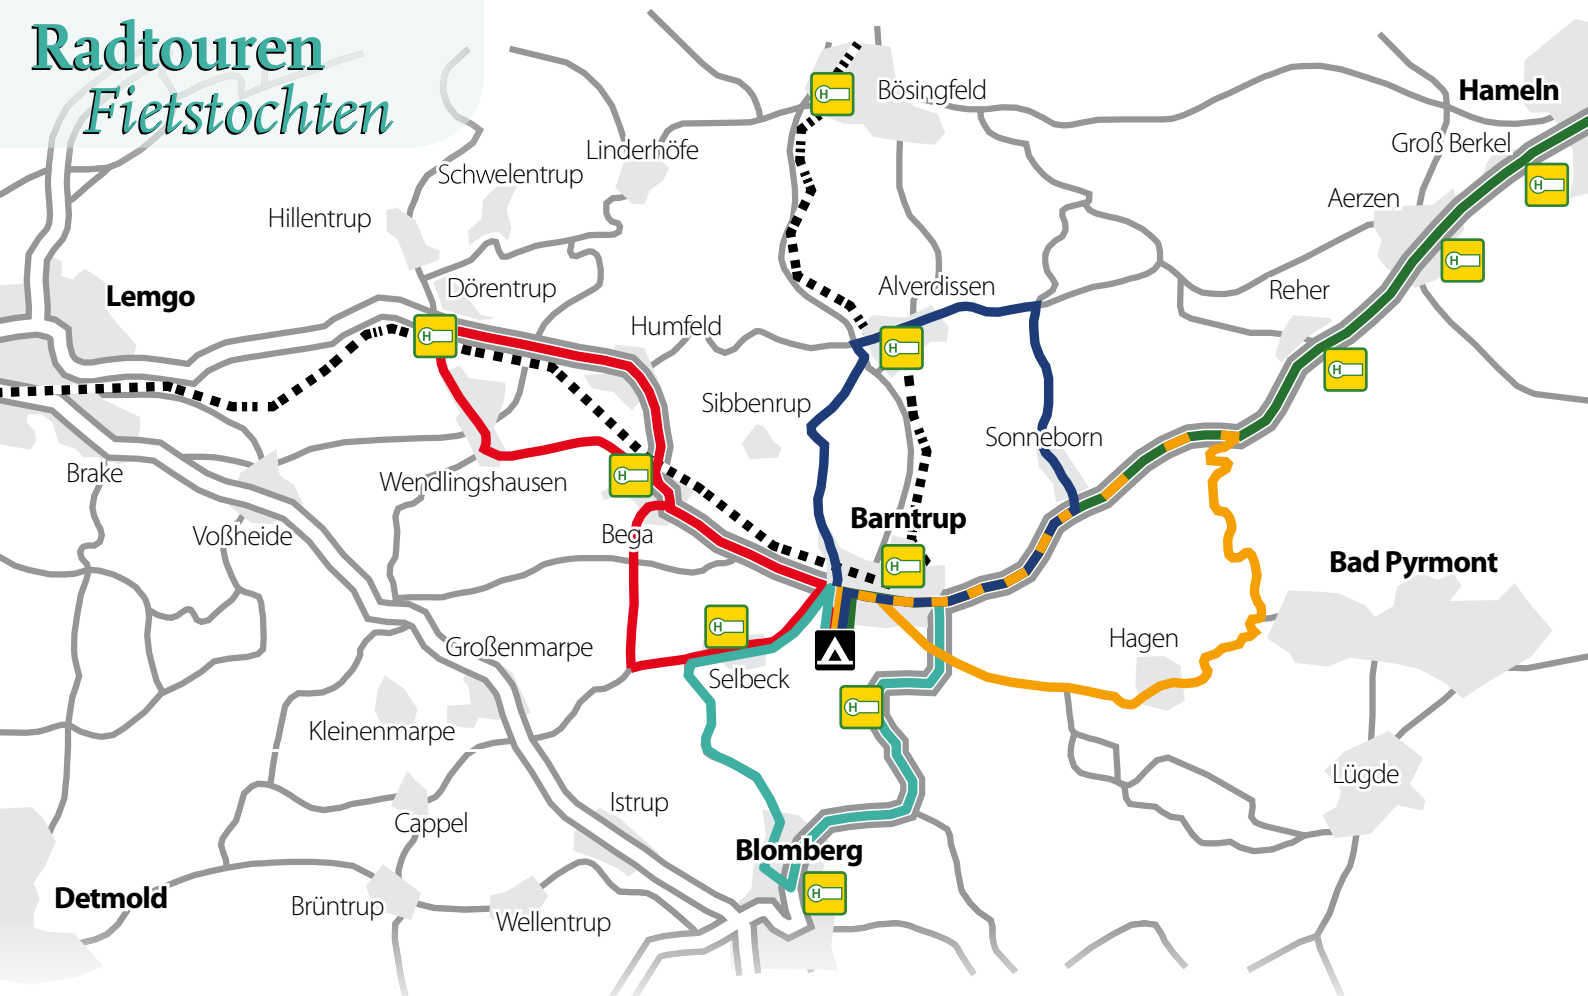 Radtouren
Fietstochten
Bösingfeld
Hameln
Groß Berkel
Linderhöfe
Schwelentrup
Aerzen
Hillentrup
Dörentrup
Alverdissen
Reher
Lemgo
Humfeld
Sibbenrup
Sonneborn
Brake
Wendlingshausen
Barntrup
Voßheide
Bega
Bad Pyrmont
Großenmarpe
Hagen
Selbeck
Kleinenmarpe
Lügde
Istrup
Cappel
Blomberg
Detmold
Brüntrup
Wellentrup
H
H
H
H
H
H
H
H
H
H
H